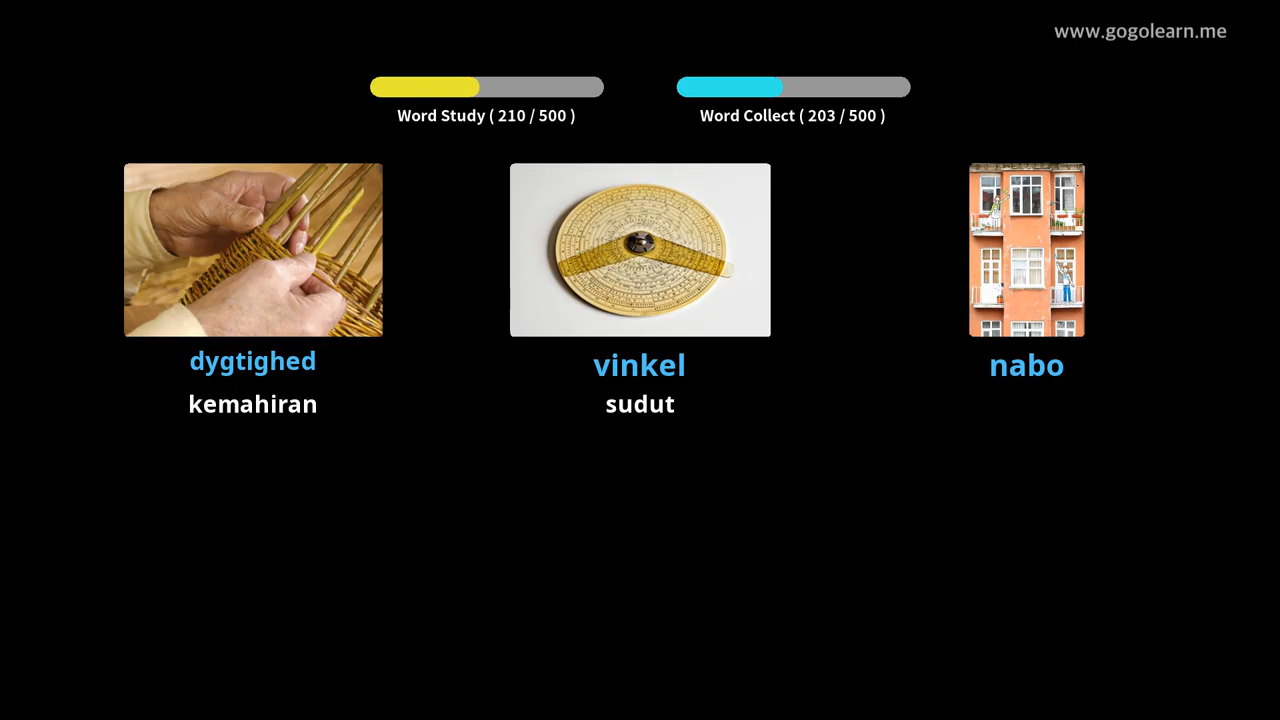 www.gogolearn.me
Word Study ( 210 / 500 )
Word Collect ( 203 / 500 )
dygtighed
kemahiran
vinkel
sudut
nabo